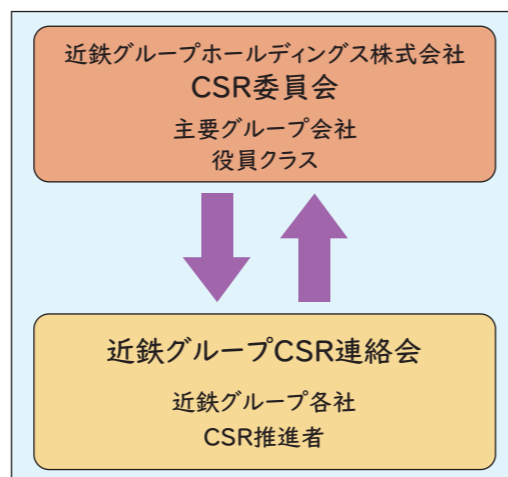 近鉄グループホールディングス株式会社
CSR委員会
主要グループ会社
役員クラス
近鉄グループCSR連絡会
近鉄グループ各社
CSR推進者